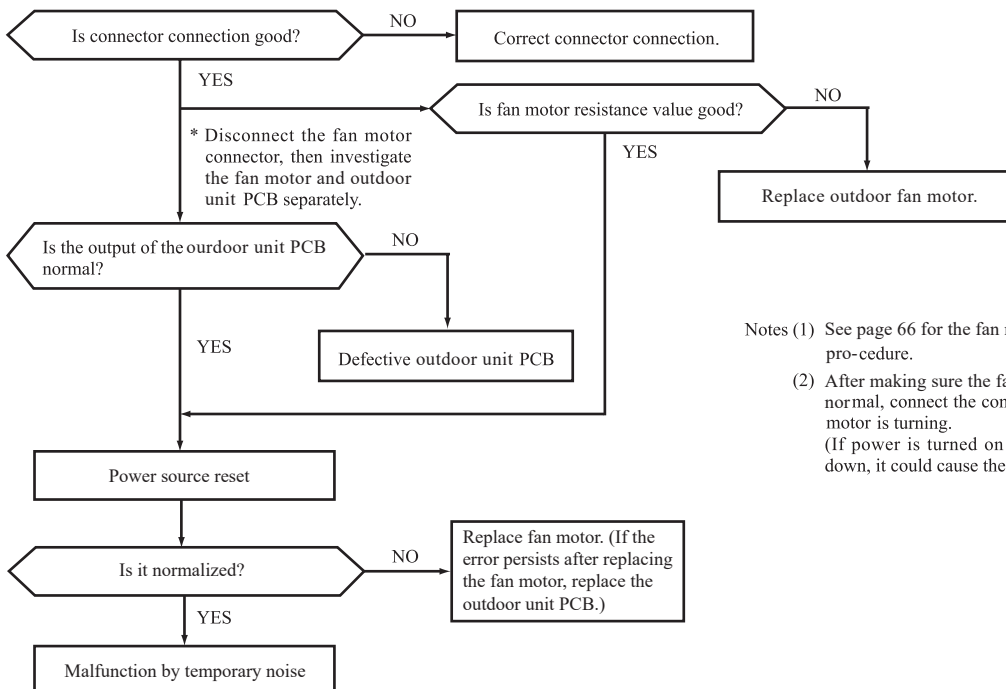 Is connector connection good?
NO
Correct connector connection.
YES
Is fan motor resistance value good?
NO
* Disconnect the fan motor
connector, then investigate
the fan motor and outdoor
unit PCB separately.
YES
Replace outdoor fan motor.
Is the output of the ourdoor unit PCB
normal?
NO
YES
Defective outdoor unit PCB
Notes (1) See page 66 for the fan
pro-cedure.
(2) After making sure the
normal, connect the
motor is turning.
(If power is turned on
down, it could cause the
Power source reset
Is it normalized?
NO
Replace fan motor. (If the
error persists after replacing
the fan motor, replace the
outdoor unit PCB.)
YES
Malfunction by temporary noise